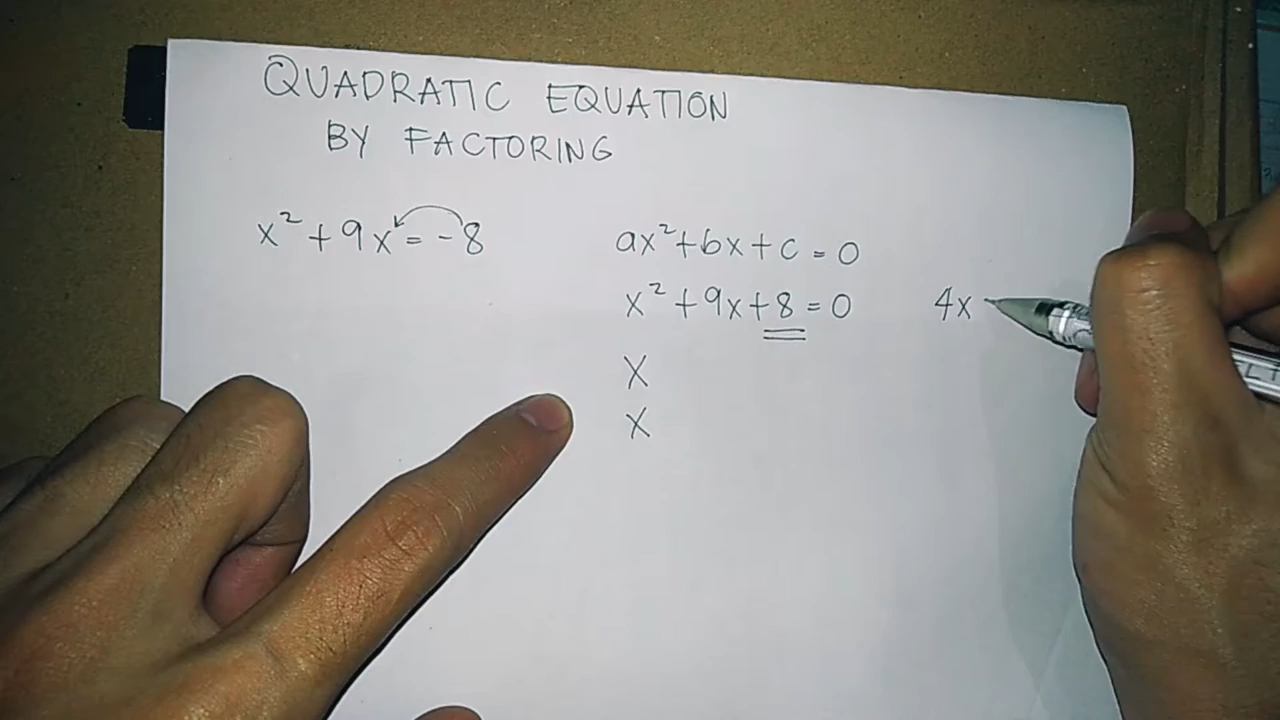 QUADRATIC EQUATION
BY FACTORING
x² + 9x = -8
ax² + bx + c = 0
x² + 9x + 8 = 0
4x
x
x